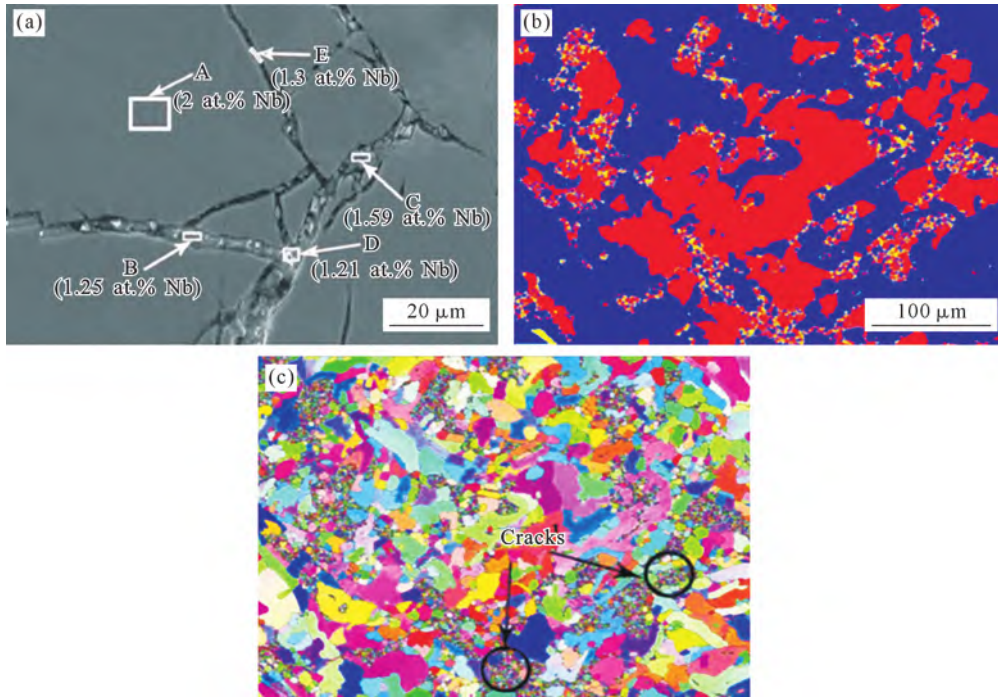 (a)
E
(1.3 at.% Nb)
A
(2 at.% Nb)
C
(1.59 at.% Nb)
B
(1.25 at.% Nb)
D
(1.21 at.% Nb)
20 μm
(b)
100 μm
(c)
Cracks